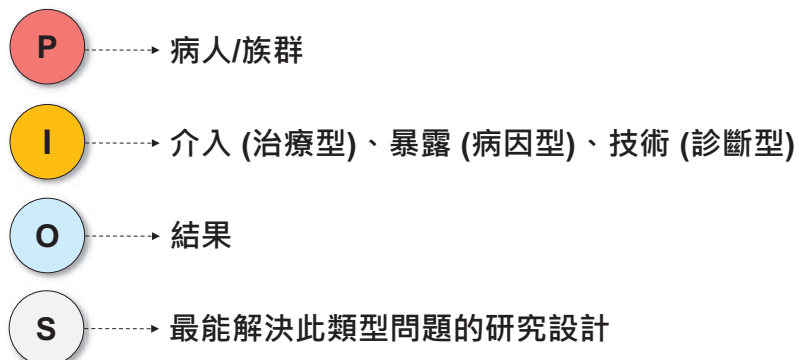 P 病人/族群
I 介入 (治療型)、暴露 (病因型)、技術 (診斷型)
O 結果
S 最能解決此類型問題的研究設計